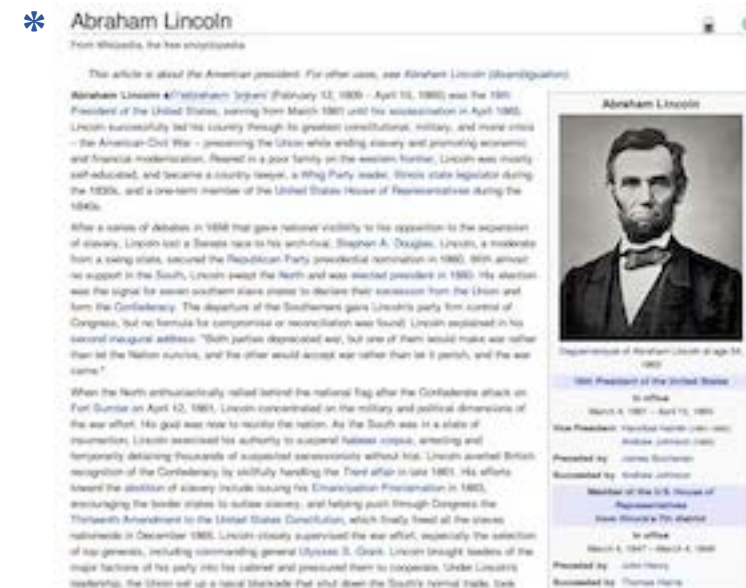 *
Abraham Lincoln
From Wikipedia, the free encyclopedia
This article is about the American president. For other uses, see Abraham Lincoln (disambiguation).
Abraham Lincoln (February 12, 1809 – April 15, 1865) was the 16th
President of the United States, serving from March 1861 until his assassination in April 1865.
Lincoln successfully led his country through its greatest constitutional, military, and moral crisis
– the American Civil War – preserving the Union while ending slavery and promoting economic
and financial modernization. Reared in a poor family on the western frontier, Lincoln was mostly
self-educated, and became a country lawyer, a Whig Party leader, Illinois state legislator during
the 1830s, and a one-term member of the United States House of Representatives during the
1840s.
After a series of debates in 1858 that gave national visibility to his opposition to the expansion
of slavery, Lincoln lost a Senate race to his arch-rival, Stephen A. Douglas. Lincoln, a moderate
from a swing state, secured the Republican Party presidential nomination in 1860. With almost
no support in the South, Lincoln swept the North and was elected president in 1860. His election
was the signal for seven southern slave states to declare their secession from the Union and
form the Confederacy. The departure of the Southerners gave Lincoln's party firm control of
Congress, but no formula for compromise or reconciliation was found. Lincoln explained in his
second inaugural address: "Both parties deprecated war, but one of them would make war rather
than let the Nation survive, and the other would accept war rather than let it perish, and the war
came."
When the North enthusiastically rallied behind the national flag after the Confederate attack on
Fort Sumter on April 12, 1861, Lincoln concentrated on the military and political dimensions of
the war effort. His goal was now to reunite the nation. As the South was in a state of
insurrection, Lincoln exercised his authority to suspend habeas corpus, arresting and
temporarily detaining thousands of suspected secessionists without trial. Lincoln averted British
recognition of the Confederacy by skillfully handling the Trent affair in late 1861. His efforts
toward the abolition of slavery include issuing his Emancipation Proclamation in 1863,
encouraging the border states to outlaw slavery, and helping push through Congress the
Thirteenth Amendment to the United States Constitution, which finally freed all the slaves
nationwide in December 1865. Lincoln closely supervised the war effort, especially the selection
of top generals, including commanding general Ulysses S. Grant. Lincoln brought leaders of the
major factions of his party into his cabinet and pressured them to cooperate. Under Lincoln's
leadership, the Union set up a naval blockade that shut down the South's normal trade, took
Abraham Lincoln
Daguerreotype of Abraham Lincoln at age 54,
1863
16th President of the United States
In office
March 4, 1861 – April 15, 1865
Vice President Hannibal Hamlin
Andrew Johnson
Preceded by James Buchanan
Succeeded by Andrew Johnson
Member of the U.S. House of
Representatives
from Illinois's 7th district
In office
March 4, 1847 – March 4, 1849
Preceded by John Henry
Succeeded by Thomas Harris